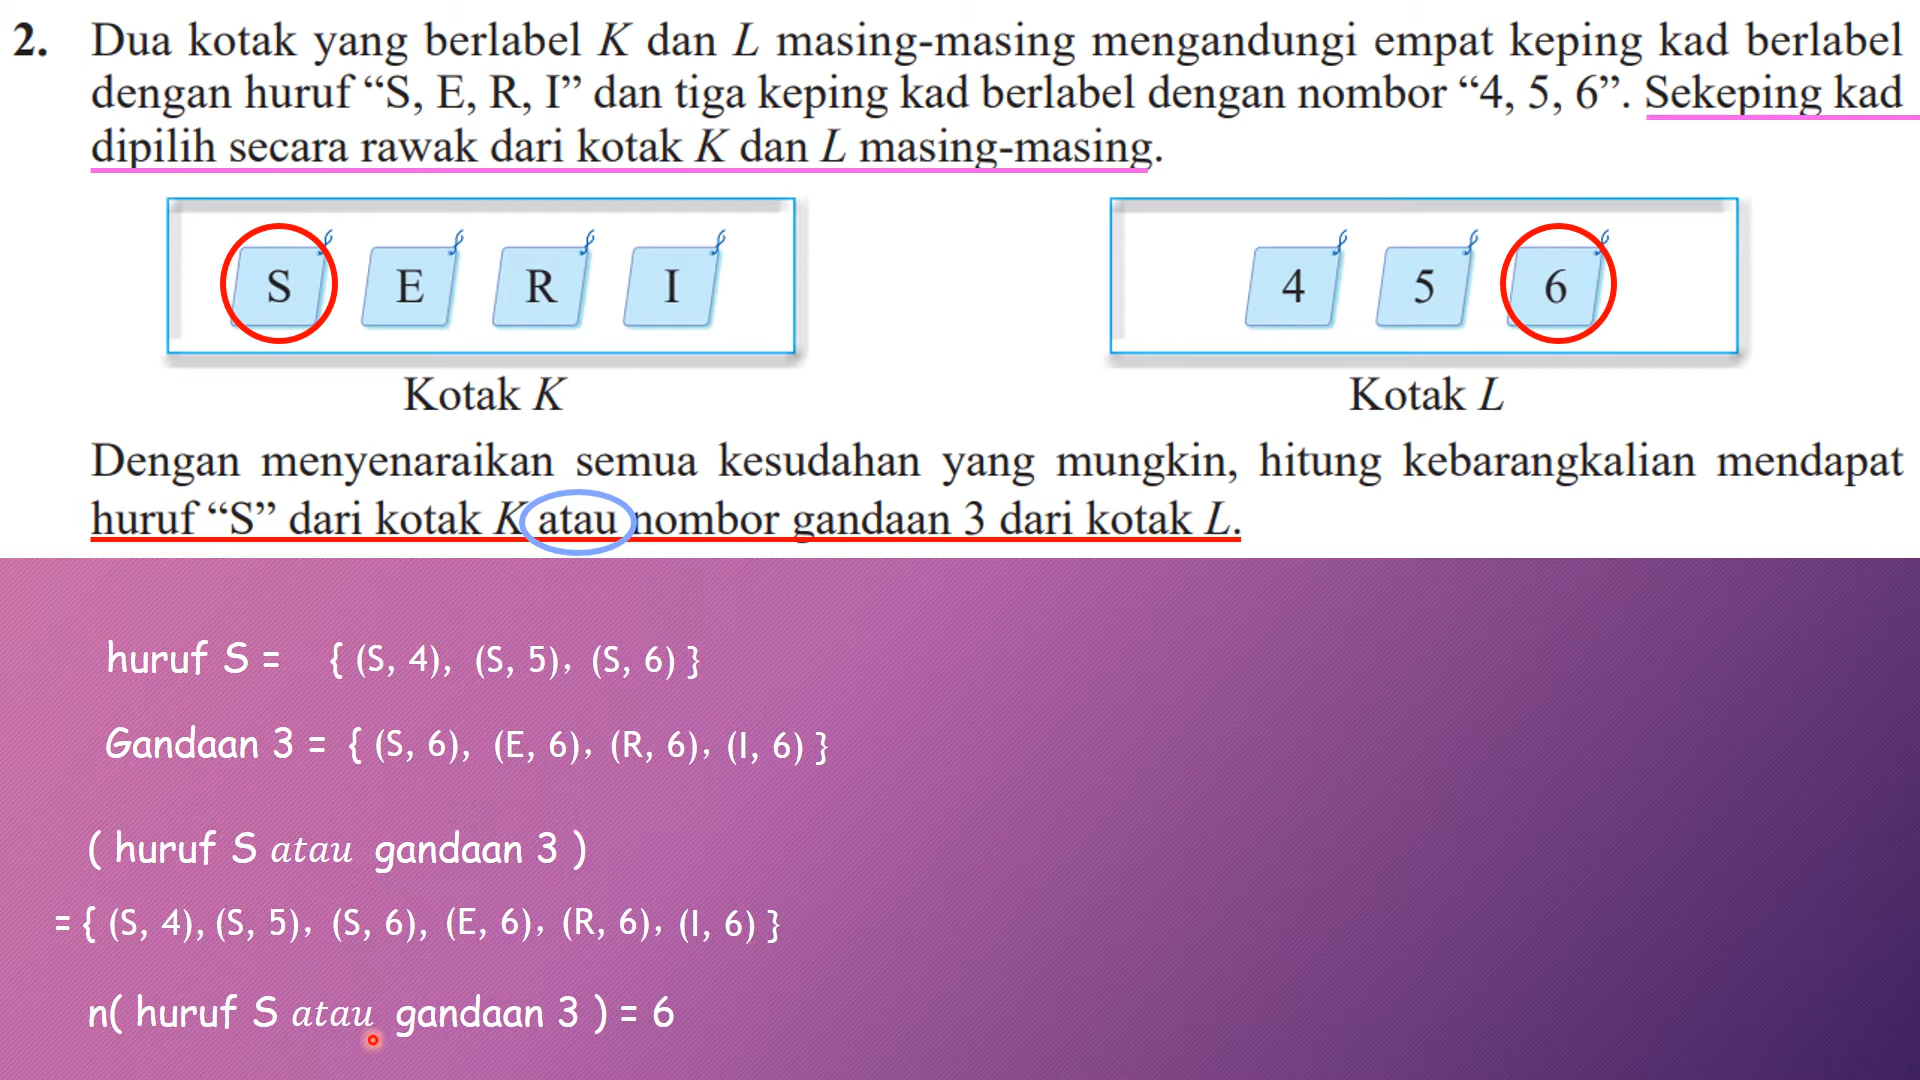 2. Dua kotak yang berlabel K dan L masing-masing mengandungi empat keping kad berlabel
dengan huruf “S, E, R, I” dan tiga keping kad berlabel dengan nombor “4, 5, 6”. Sekeping kad
dipilih secara rawak dari kotak K dan L masing-masing.
S E R I
4 5 6
Kotak K
Kotak L
Dengan menyenaraikan semua kesudahan yang mungkin, hitung kebarangkalian mendapat
huruf “S” dari kotak K atau nombor gandaan 3 dari kotak L.
huruf S = { (S, 4), (S, 5), (S, 6) }
Gandaan 3 = { (S, 6), (E, 6), (R, 6), (I, 6) }
( huruf S atau gandaan 3 )
= { (S, 4), (S, 5), (S, 6), (E, 6), (R, 6), (I, 6) }
n( huruf S atau gandaan 3 ) = 6